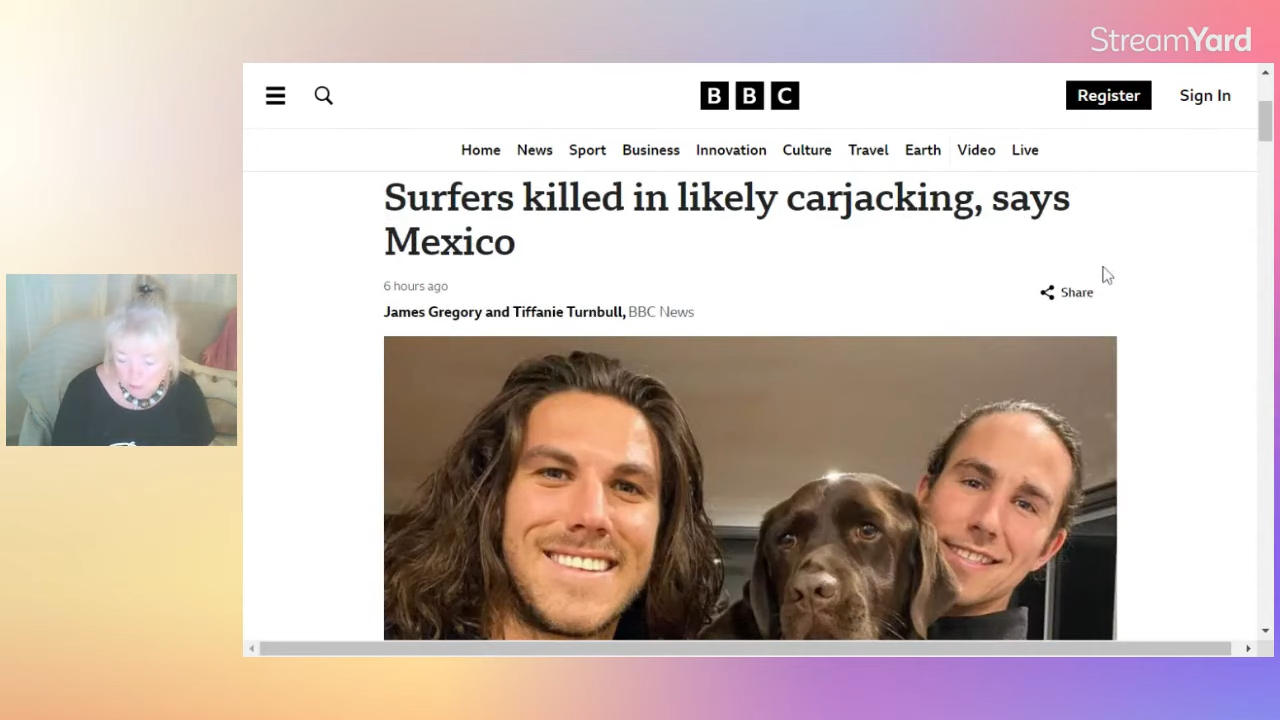 StreamYard
BBC
Register
Sign In
Home
News
Sport
Business
Innovation
Culture
Travel
Earth
Video
Live
Surfers killed in likely carjacking, says
Mexico
6 hours ago
Share
James Gregory and Tiffanie Turnbull, BBC News